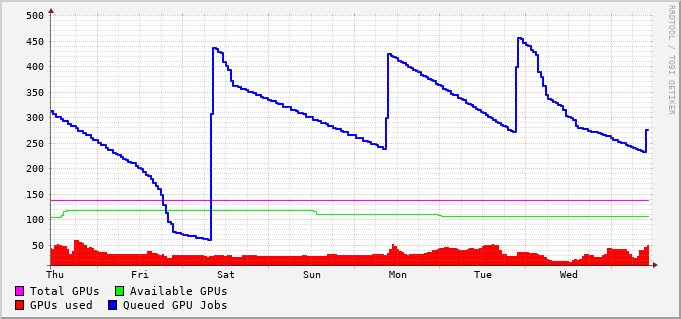 500
450
400
350
300
250
200
150
100
50
Thu Fri Sat Sun Mon Tue Wed
Total GPUs Available GPUs
GPUs used Queued GPU Jobs
RRDTOOL / TOBI OETIKER